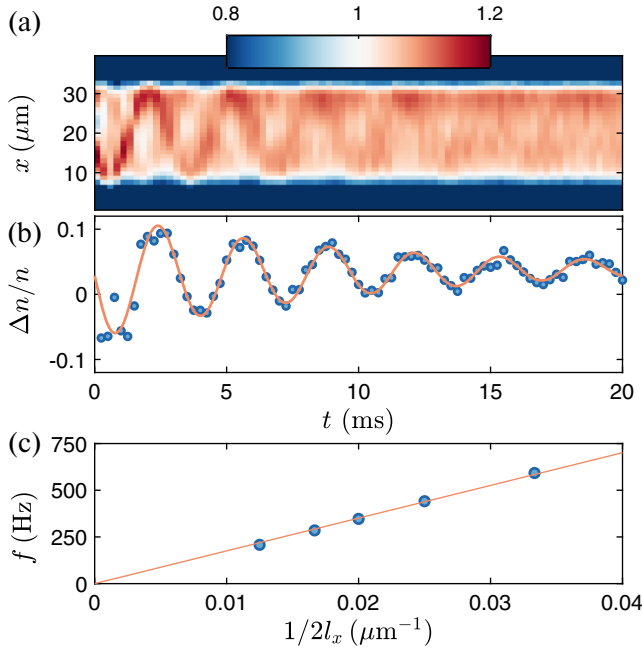 (a)
0.8 1 1.2
30
20
10
x (μm)
(b)
0.1
0
-0.1
Δn/n
0 5 10 15 20
t (ms)
(c)
750
500
250
0
f (Hz)
0 0.01 0.02 0.03 0.04
1/2lₓ (μm⁻¹)